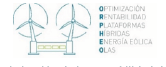 OPTIMIZACIÓN
RENTABILIDAD
PLATAFORMAS
HÍBRIDAS
ENERGÍA EÓLICA
OLAS